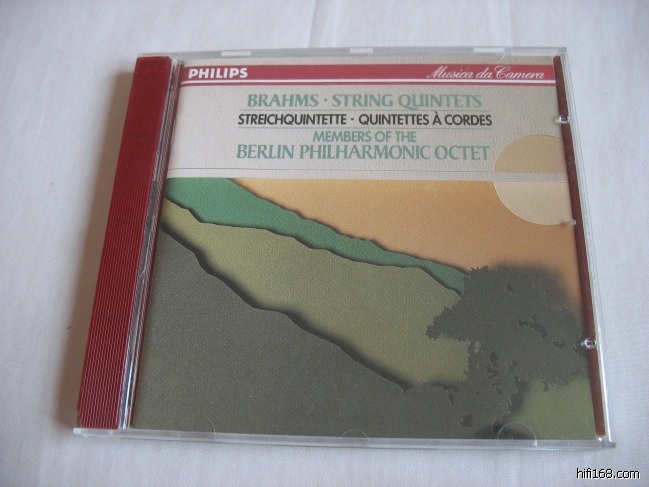 PHILIPS
Musica da Camera
BRAHMS · STRING QUINTETS
STREICHQUINTETTE · QUINTETTES À CORDES
MEMBERS OF THE
BERLIN PHILHARMONIC OCTET
hifi168.com